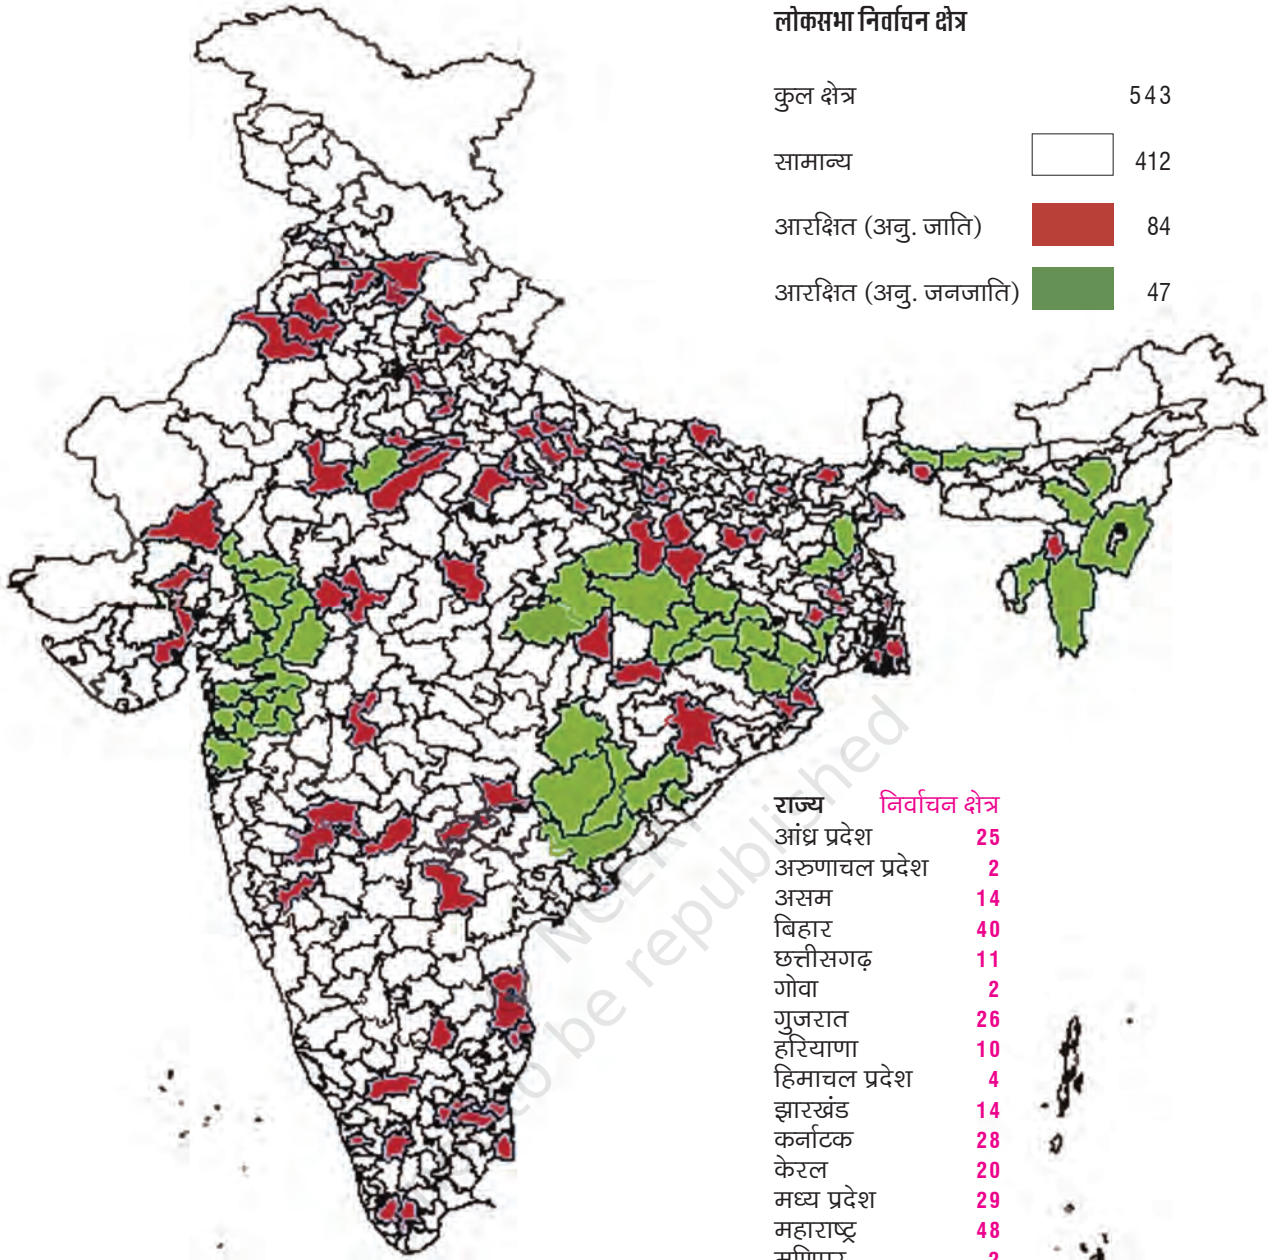 लोकसभा निर्वाचन क्षेत्र
कुल क्षेत्र 543
सामान्य 412
आरक्षित (अनु. जाति) 84
आरक्षित (अनु. जनजाति) 47
be republished
राज्य निर्वाचन क्षेत्र
आंध्र प्रदेश 25
अरुणाचल प्रदेश 2
असम 14
बिहार 40
छत्तीसगढ़ 11
गोवा 2
गुजरात 26
हरियाणा 10
हिमाचल प्रदेश 4
झारखंड 14
कर्नाटक 28
केरल 20
मध्य प्रदेश 29
महाराष्ट्र 48